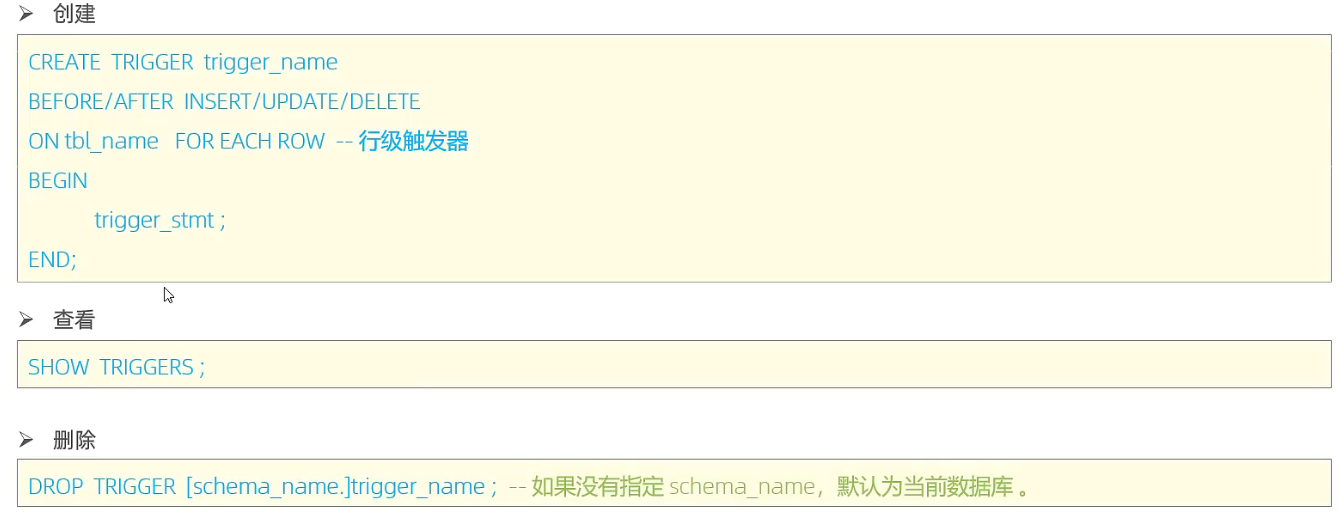 创建
CREATE TRIGGER trigger_name
BEFORE/AFTER INSERT/UPDATE/DELETE
ON tbl_name FOR EACH ROW -- 行级触发器
BEGIN
trigger_stmt ;
END;
查看
SHOW TRIGGERS ;
删除
DROP TRIGGER [schema_name.]trigger_name ; -- 如果没有指定 schema_name，默认为当前数据库 。